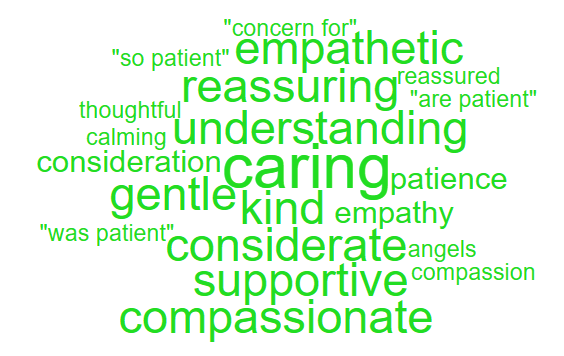 "concern for"
"so patient" empathetic
reassuring reassured
"are patient"
thoughtful
calming understanding
consideration caring patience
gentle kind empathy
"was patient" considerate angels
supportive compassion
compassionate